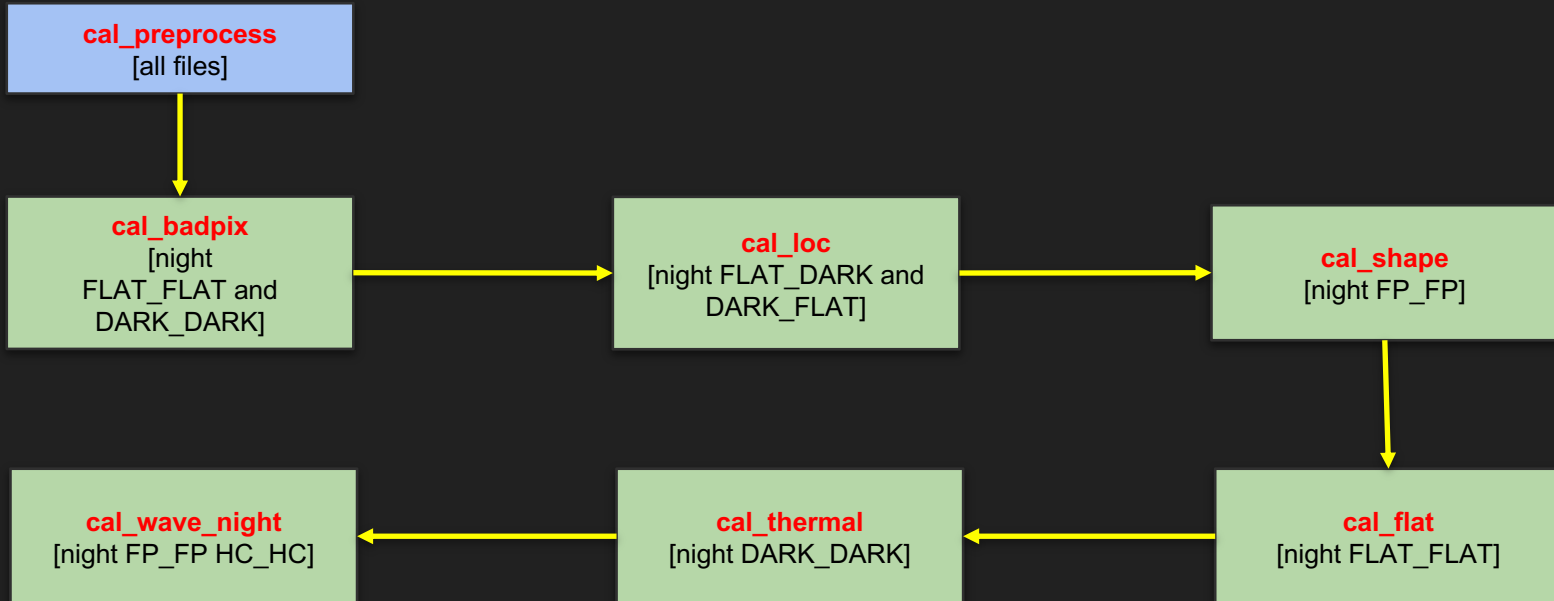 cal_preprocess
[all files]
cal_badpix
[night
FLAT_FLAT and
DARK_DARK]
cal_loc
[night FLAT_DARK and
DARK_FLAT]
cal_shape
[night FP_FP]
cal_wave_night
[night FP_FP HC_HC]
cal_thermal
[night DARK_DARK]
cal_flat
[night FLAT_FLAT]